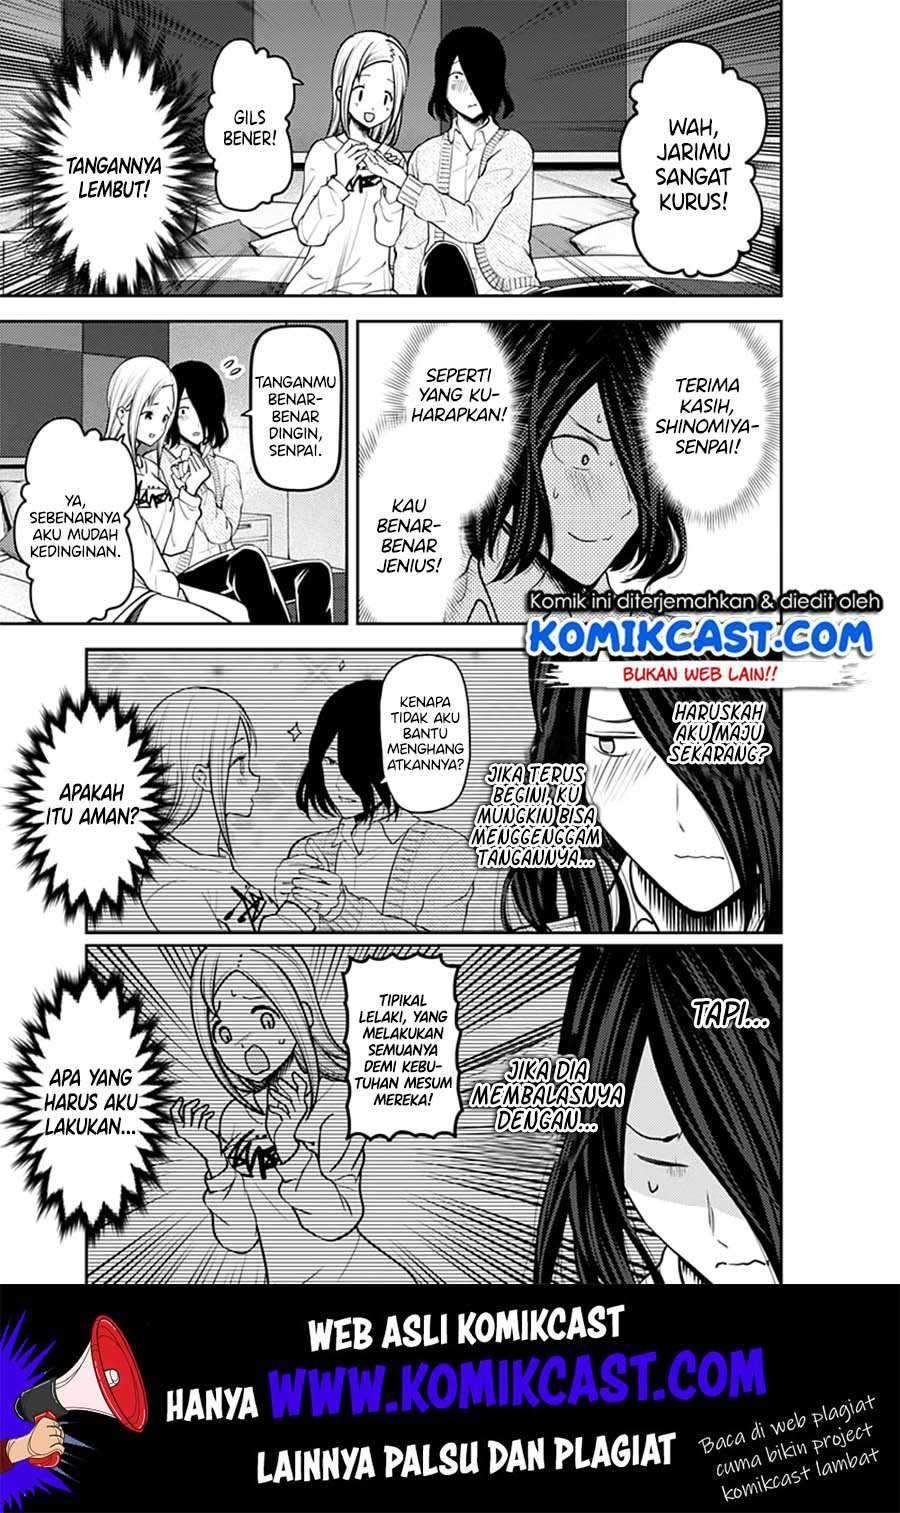 WAH,
JARIMU
SANGAT
KURUS!
GILS
BENER!
TANGANNYA
LEMBUT!
TERIMA
KASIH,
SHINOMIYA-
SENPAI!
SEPERTI
YANG KU-
HARAPKAN!
KAU
BENAR-
BENAR
JENIUS!
TANGANMU
BENAR-
BENAR
DINGIN,
SENPAI.
YA,
SEBENARNYA
AKU MUDAH
KEDINGINAN.
Komik ini diterjemahkan & diedit oleh
KOMIKCAST.COM
BUKAN WEB LAIN!!
HARUSKAH
AKU MAJU
SEKARANG?
JIKA TERUS
BEGINI, KU
MUNGKIN BISA
MENGGENGGAM
TANGANNYA...
KENAPA
TIDAK AKU
BANTU
MENGHANG
ATKANNYA?
APAKAH
ITU AMAN?
TAPI...
JIKA DIA
MEMBALASNYA
DENGAN...
TIPIKAL
LELAKI, YANG
MELAKUKAN
SEMUANYA
DEMI KEBU-
TUHAN MESUM
MEREKA!
APA YANG
HARUS AKU
LAKUKAN...
WEB ASLI KOMIKCAST
HANYA WWW.KOMIKCAST.COM
LAINNYA PALSU DAN PLAGIAT
Baca di web plagiat
cuma bikin project
komikcast lambat